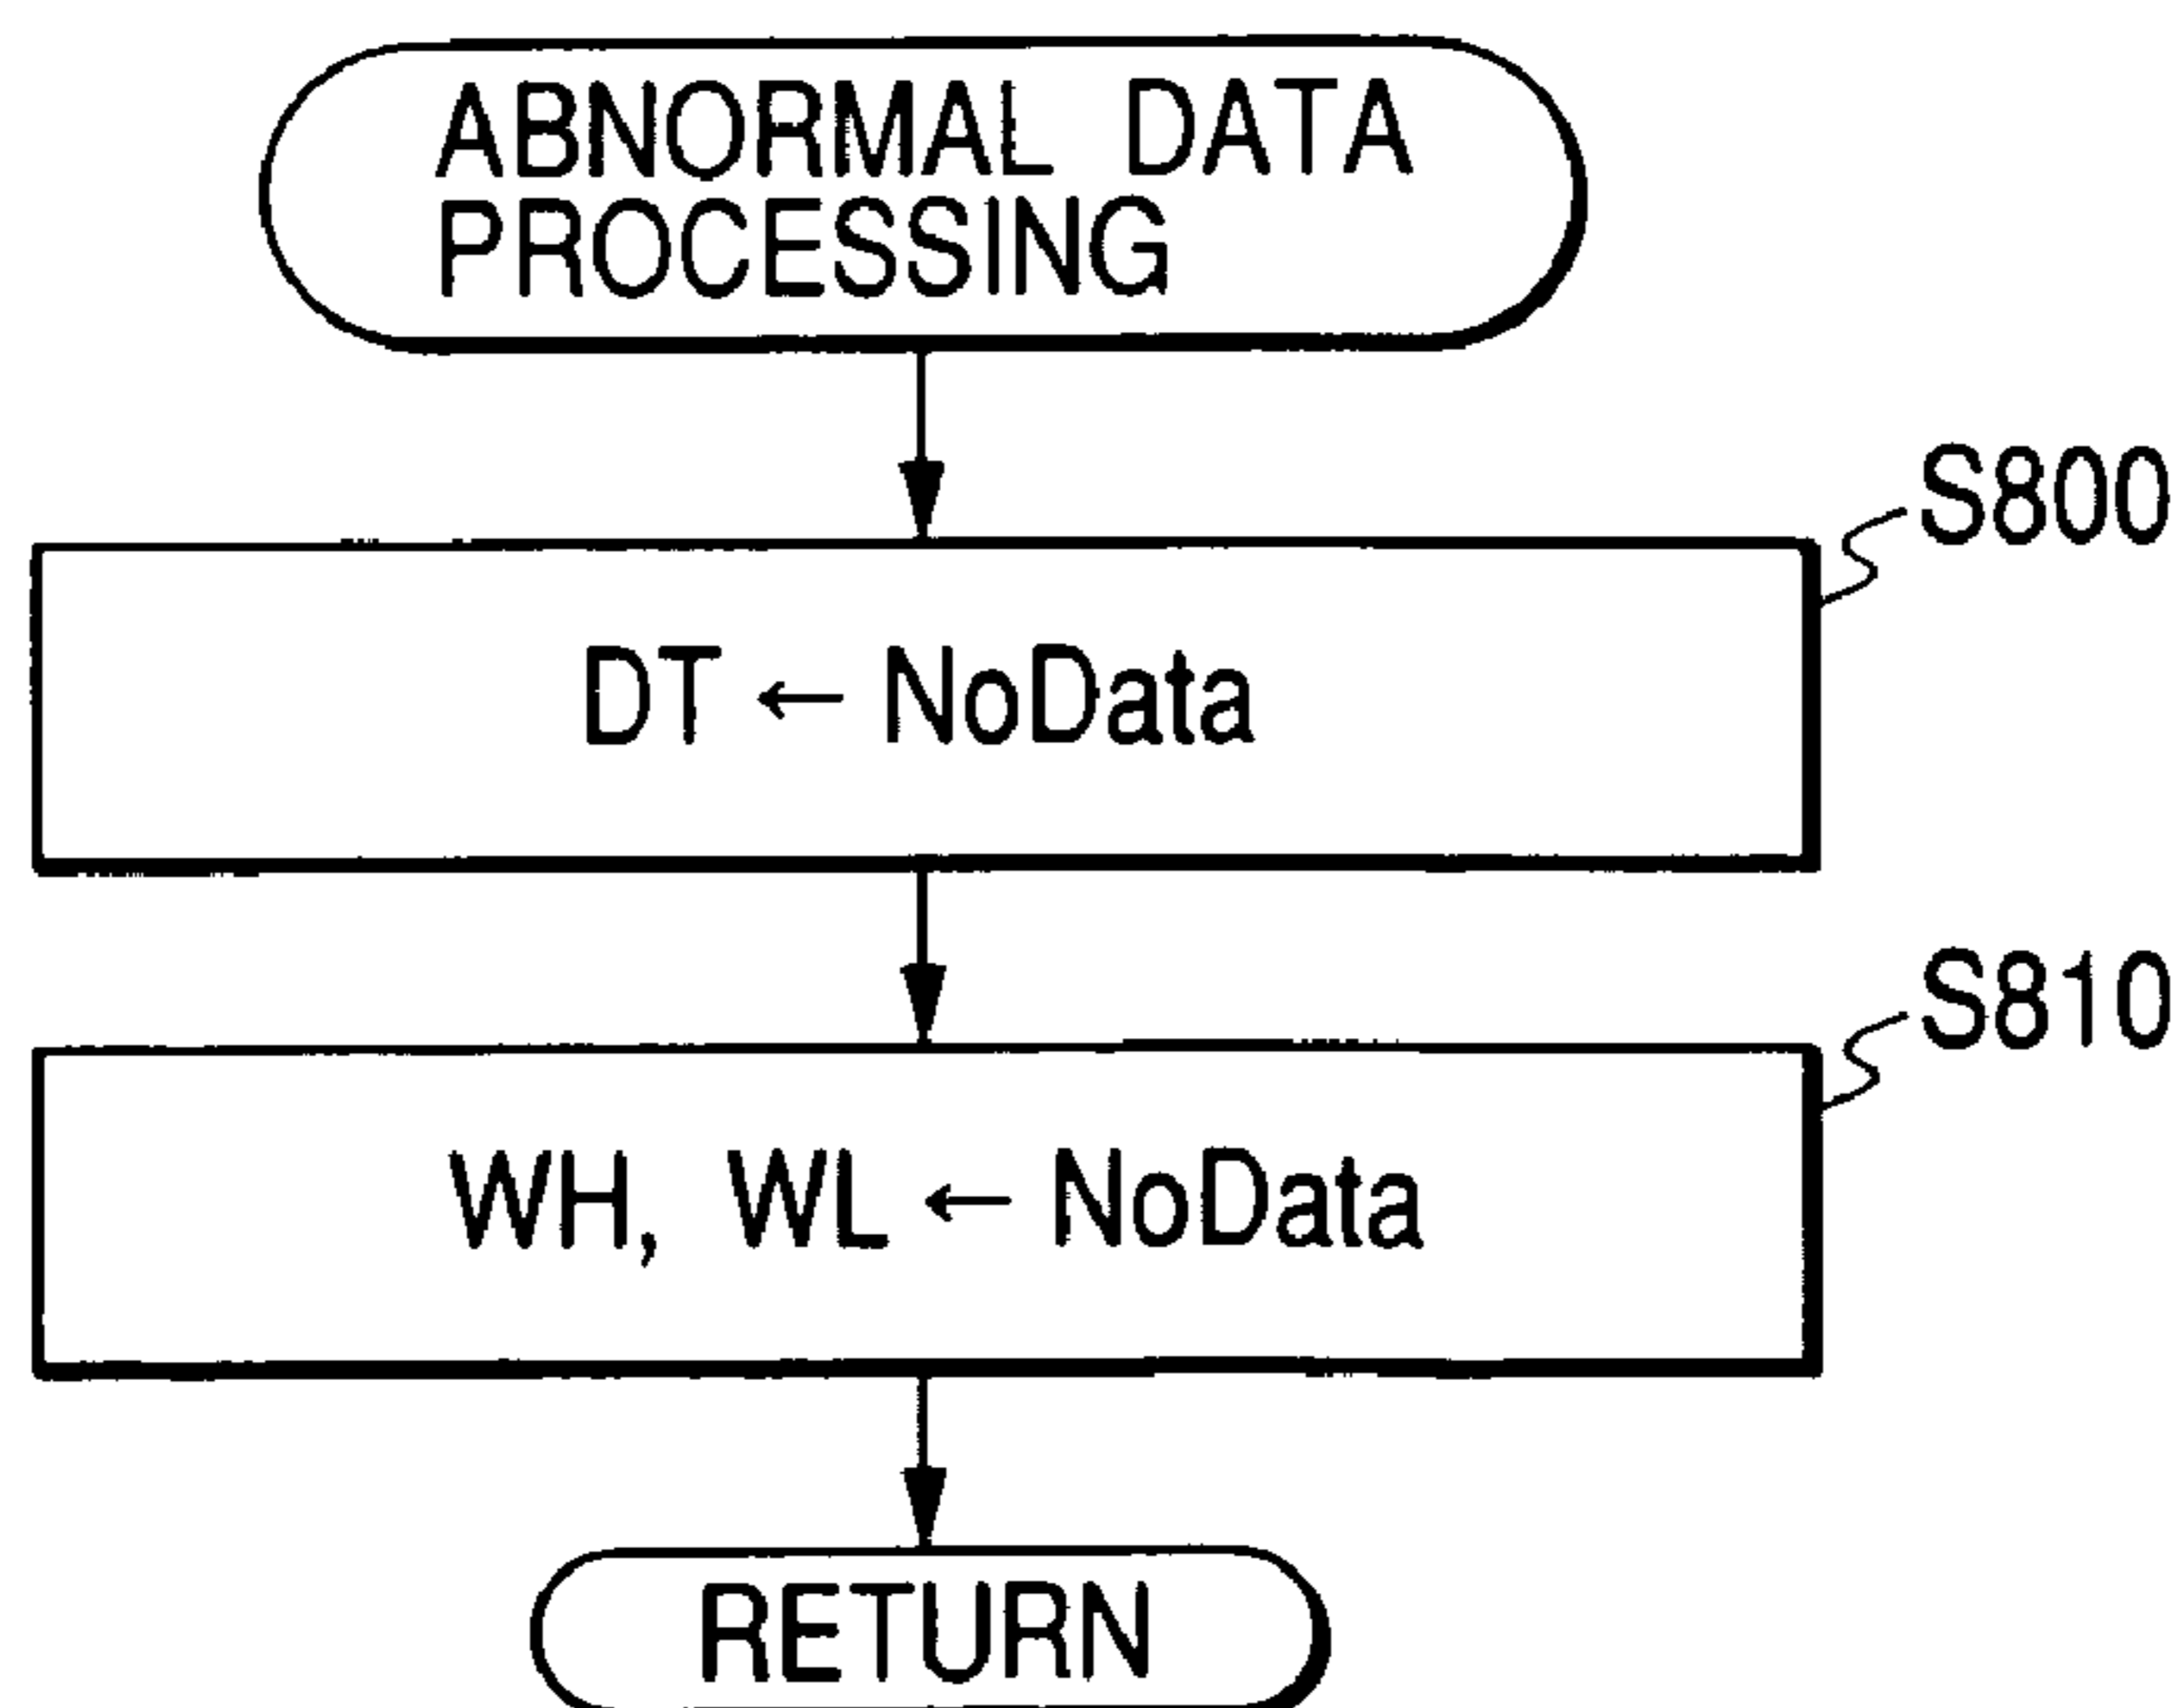 ABNORMAL DATA
PROCESSING
S800
DT ← NoData
S810
WH, WL ← NoData
RETURN